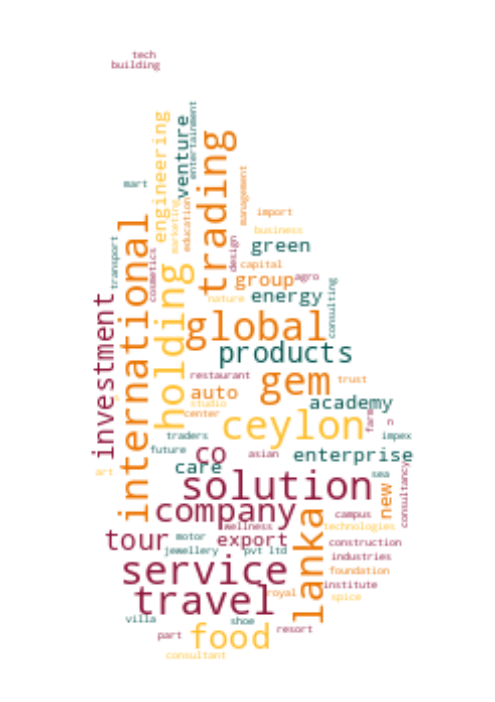 tech
building
entertainment
engineering
venture
trading
mart
management
education
marketing
import
international
business
design
green
transport
cosmetics
capital
holding
group
agro
nature
energy
consulting
investment
global
products
restaurant
gem
trust
auto
studio
academy
center
ceylon
farm
n
traders
impex
future
co
asian
enterprise
care
sea
art
solution
consultancy
new
company
campus
wellness
technologies
lanka
tour
motor
export
construction
jewellery
pvt ltd
industries
service
foundation
institute
travel
royal
spice
villa
shoe
part
food
resort
consultant